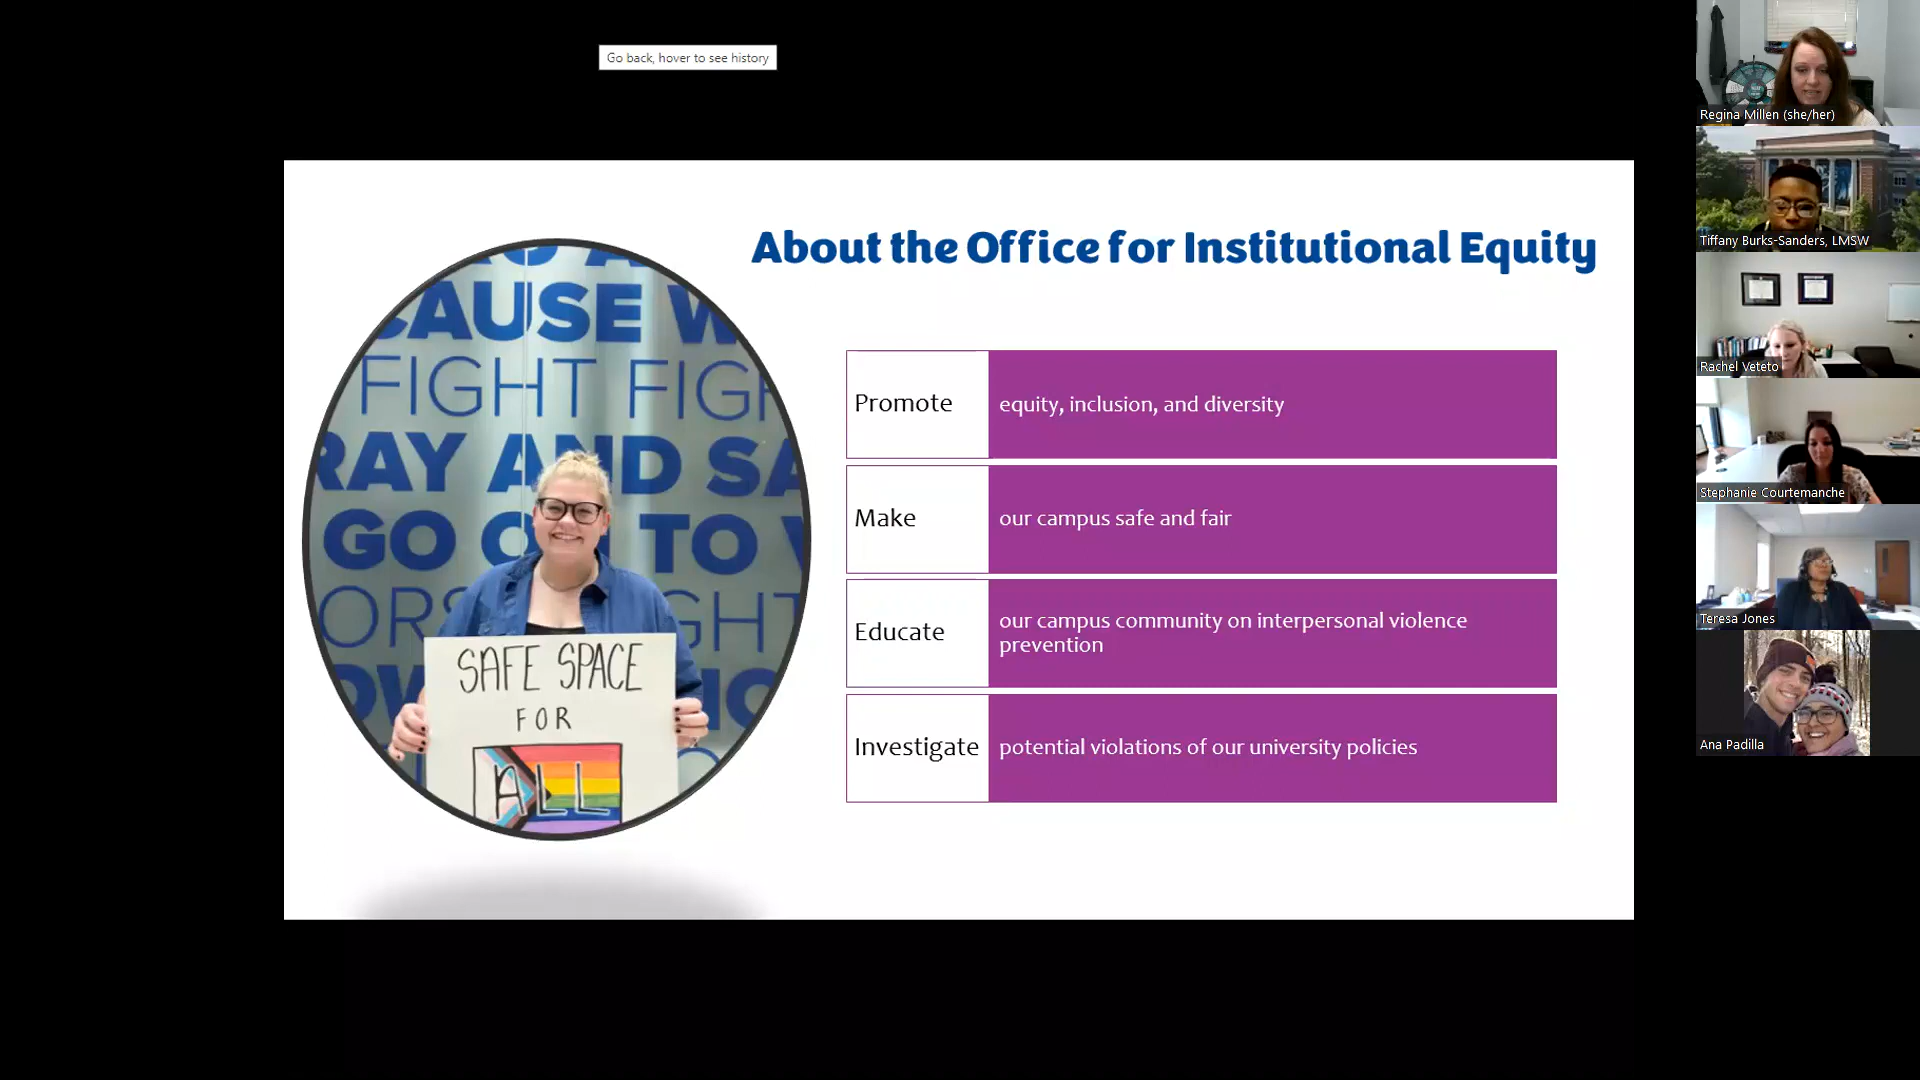 Go back, hover to see history
About the Office for Institutional Equity
Promote
equity, inclusion, and diversity
Make
our campus safe and fair
Educate
our campus community on interpersonal violence
prevention
Investigate
potential violations of our university policies
CAUSE W
FIGHT FIGH
RAY AND SA
GO ON TO V
ORS
GHT
SAFE SPACE
FOR
ALL
Regina Millen (she/her)
Tiffany Burks-Sanders, LMSW
Rachel Veteto
Stephanie Courtemanche
Teresa Jones
Ana Padilla